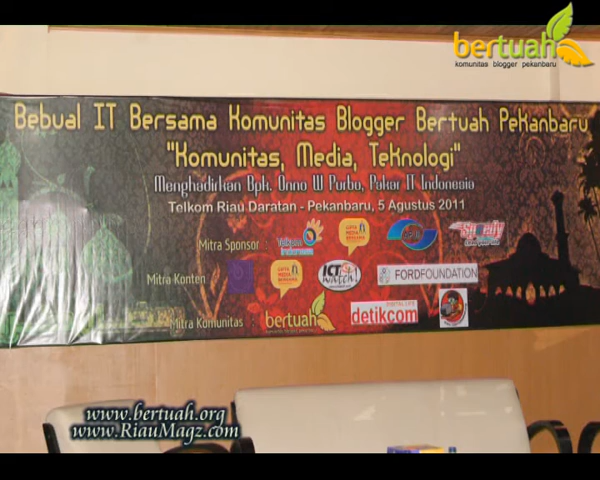 bertuah
komunitas blogger pekanbaru
Bebual IT Bersama Komunitas Blogger Bertuah Pekanbaru
"Komunitas, Media, Teknologi"
Menghadirkan Bpk. Onno W Purbo, Pakar IT Indonesia
Telkom Riau Daratan - Pekanbaru, 5 Agustus 2011
Mitra Sponsor Telkom Indonesia Speedy
Mitra Konten ICT watch FORDFOUNDATION
Mitra Komunitas bertuah detikcom
www.bertuah.org
www.RiauMagz.com